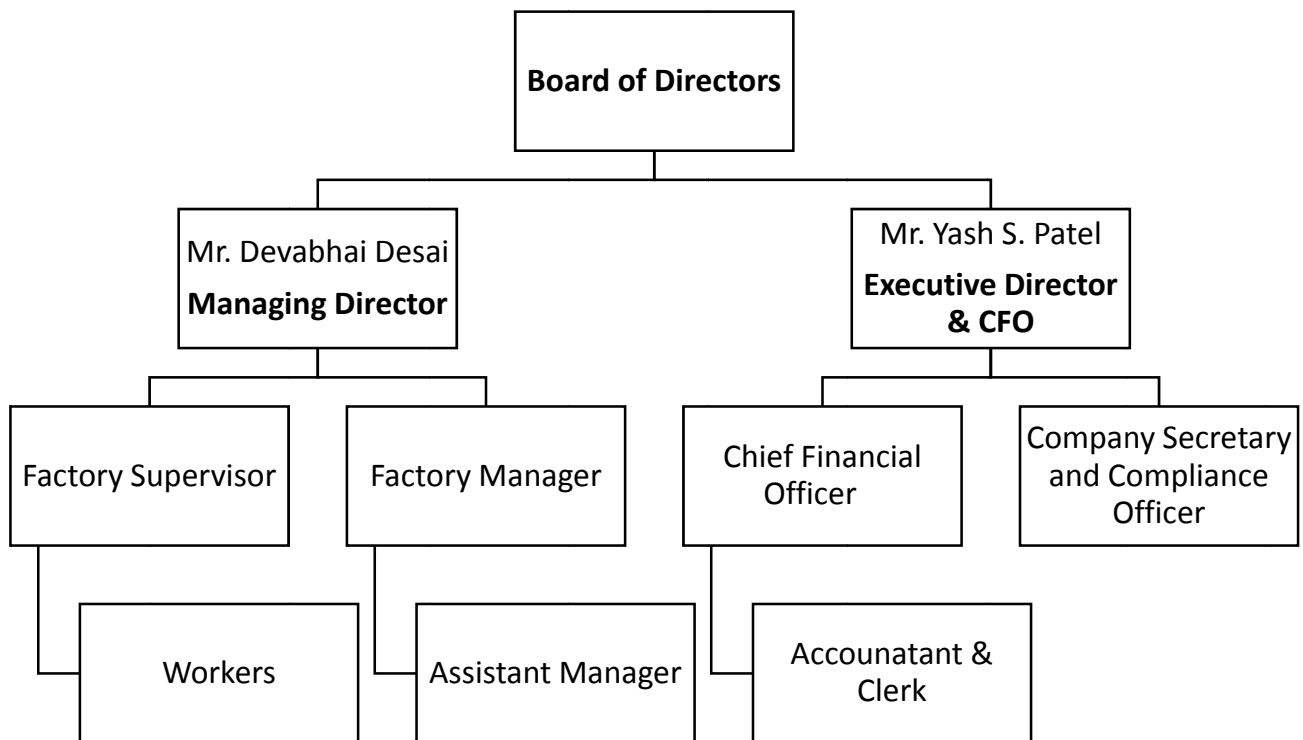 Board of Directors
Mr. Devabhai Desai
Managing Director
Mr. Yash S. Patel
Executive Director
& CFO
Factory Supervisor
Factory Manager
Chief Financial
Officer
Company Secretary
and Compliance
Officer
Workers
Assistant Manager
Accounatant &
Clerk